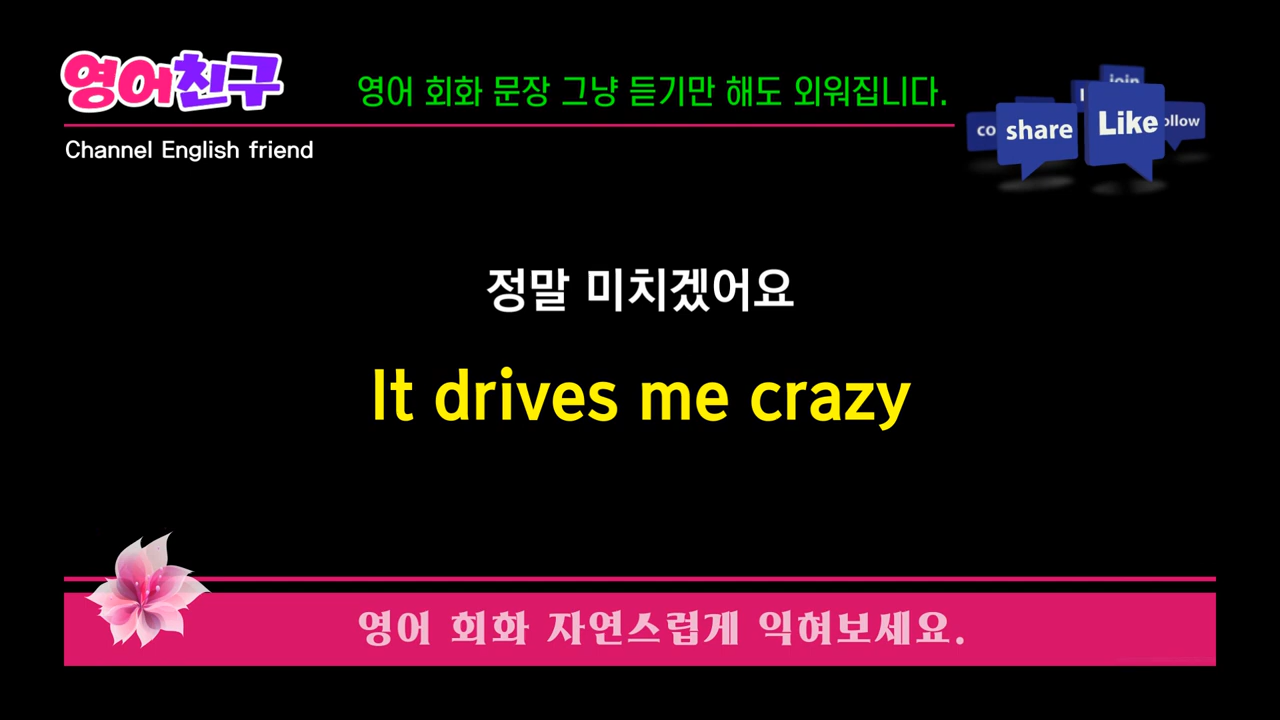 영어친구
영어 회화 문장 그냥 듣기만 해도 외워집니다.
join
share
Like
Channel English friend
정말 미치겠어요
It drives me crazy
영어 회화 자연스럽게 익혀보세요.